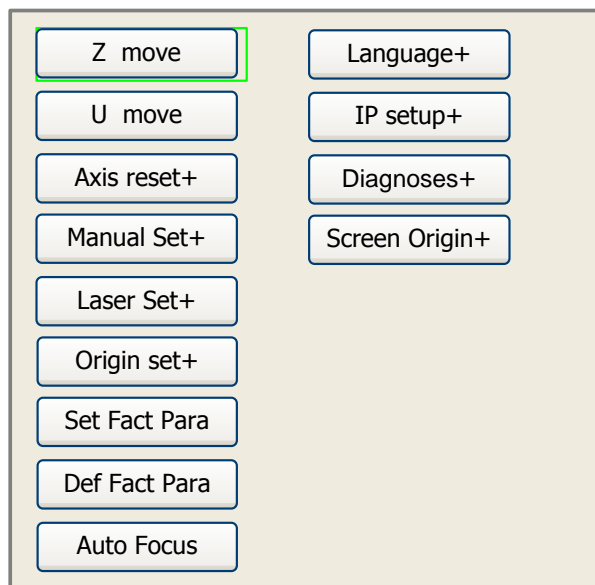 Z move
U move
Axis reset+
Manual Set+
Laser Set+
Origin set+
Set Fact Para
Def Fact Para
Auto Focus
Language+
IP setup+
Diagnoses+
Screen Origin+